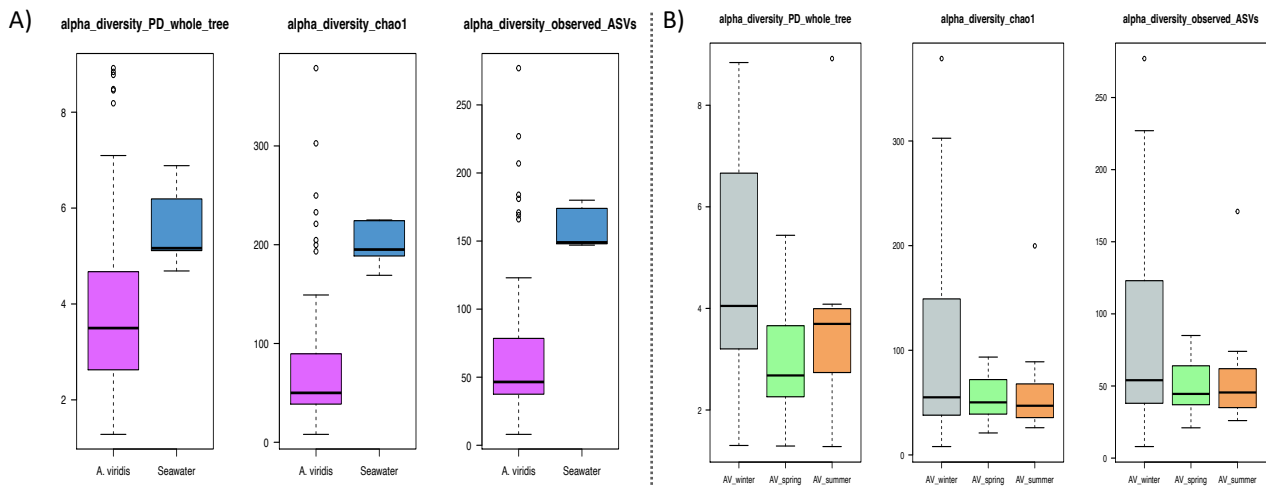 A)
alpha_diversity_PD_whole_tree
alpha_diversity_chao1
alpha_diversity_observed_ASVs
8
6
4
2
A. viridis
Seawater
300
200
100
0
A. viridis
Seawater
250
200
150
100
50
0
A. viridis
Seawater
B)
alpha_diversity_PD_whole_tree
alpha_diversity_chao1
alpha_diversity_observed_ASVs
8
6
4
2
AV_winter
AV_spring
AV_summer
300
200
100
0
AV_winter
AV_spring
AV_summer
250
200
150
100
50
0
AV_winter
AV_spring
AV_summer